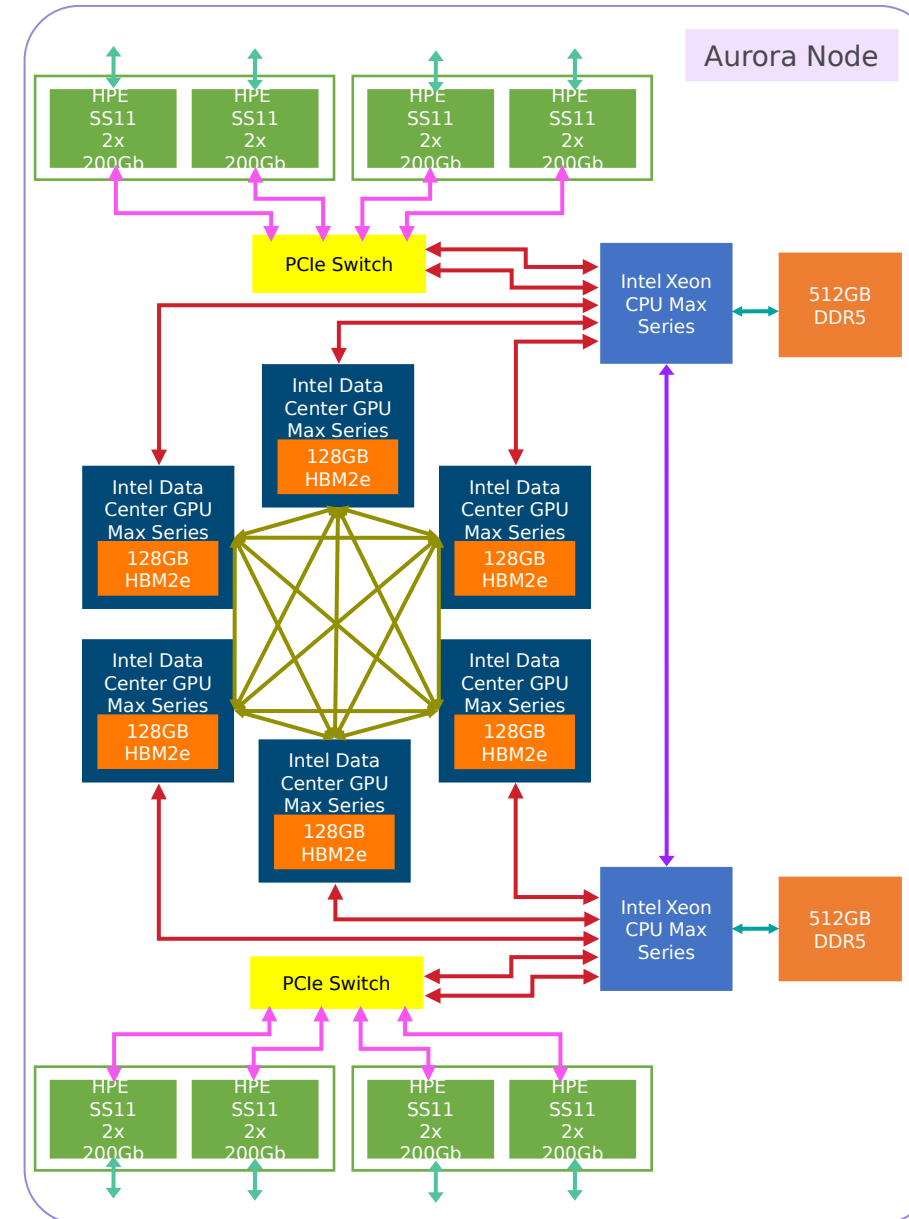 Aurora Node
HPE
SS11
2x
200Gb
HPE
SS11
2x
200Gb
HPE
SS11
2x
200Gb
HPE
SS11
2x
200Gb
PCIe Switch
Intel Xeon
CPU Max
Series
512GB
DDR5
Intel Data
Center GPU
Max Series
128GB
HBM2e
Intel Data
Center GPU
Max Series
128GB
HBM2e
Intel Data
Center GPU
Max Series
128GB
HBM2e
Intel Data
Center GPU
Max Series
128GB
HBM2e
Intel Data
Center GPU
Max Series
128GB
HBM2e
Intel Data
Center GPU
Max Series
128GB
HBM2e
Intel Xeon
CPU Max
Series
512GB
DDR5
PCIe Switch
HPE
SS11
2x
200Gb
HPE
SS11
2x
200Gb
HPE
SS11
2x
200Gb
HPE
SS11
2x
200Gb